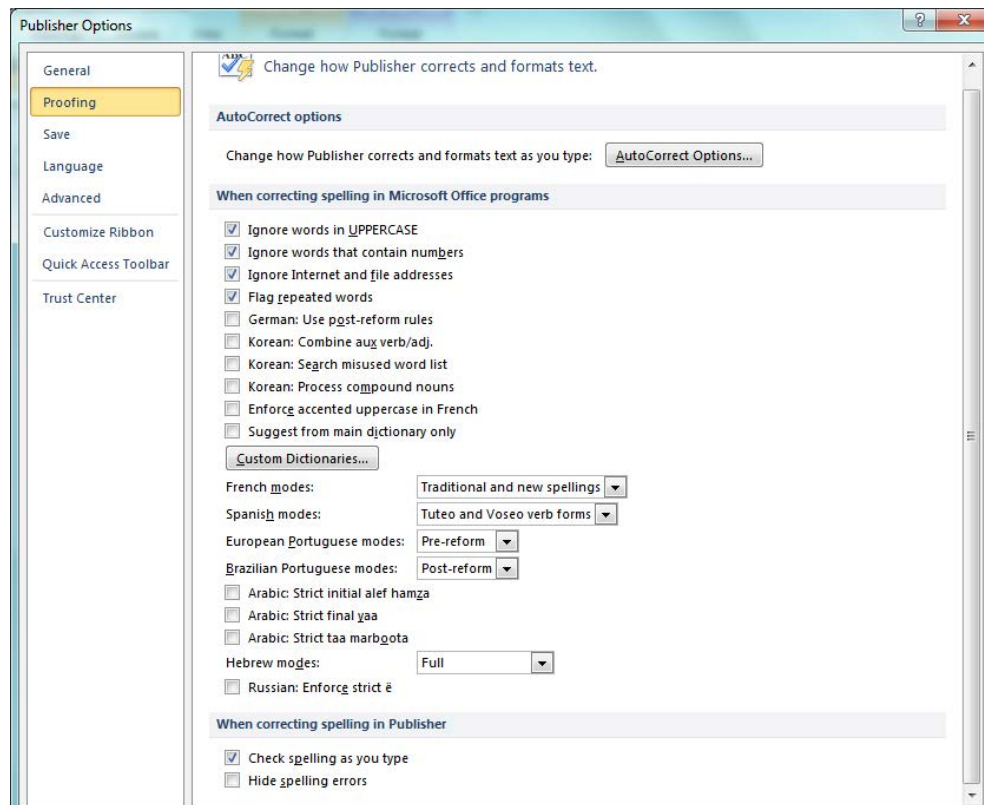 Publisher Options
General
Proofing
Save
Language
Advanced
Customize Ribbon
Quick Access Toolbar
Trust Center
Change how Publisher corrects and formats text.
AutoCorrect options
Change how Publisher corrects and formats text as you type: AutoCorrect Options...
When correcting spelling in Microsoft Office programs
Ignore words in UPPERCASE
Ignore words that contain numbers
Ignore Internet and file addresses
Flag repeated words
German: Use post-reform rules
Korean: Combine aux verb/adj.
Korean: Search misused word list
Korean: Process compound nouns
Enforce accented uppercase in French
Suggest from main dictionary only
Custom Dictionaries...
French modes: Traditional and new spellings
Spanish modes: Tuteo and Voseo verb forms
European Portuguese modes: Pre-reform
Brazilian Portuguese modes: Post-reform
Arabic: Strict initial alef hamza
Arabic: Strict final yaa
Arabic: Strict taa marboota
Hebrew modes: Full
Russian: Enforce strict ë
When correcting spelling in Publisher
Check spelling as you type
Hide spelling errors